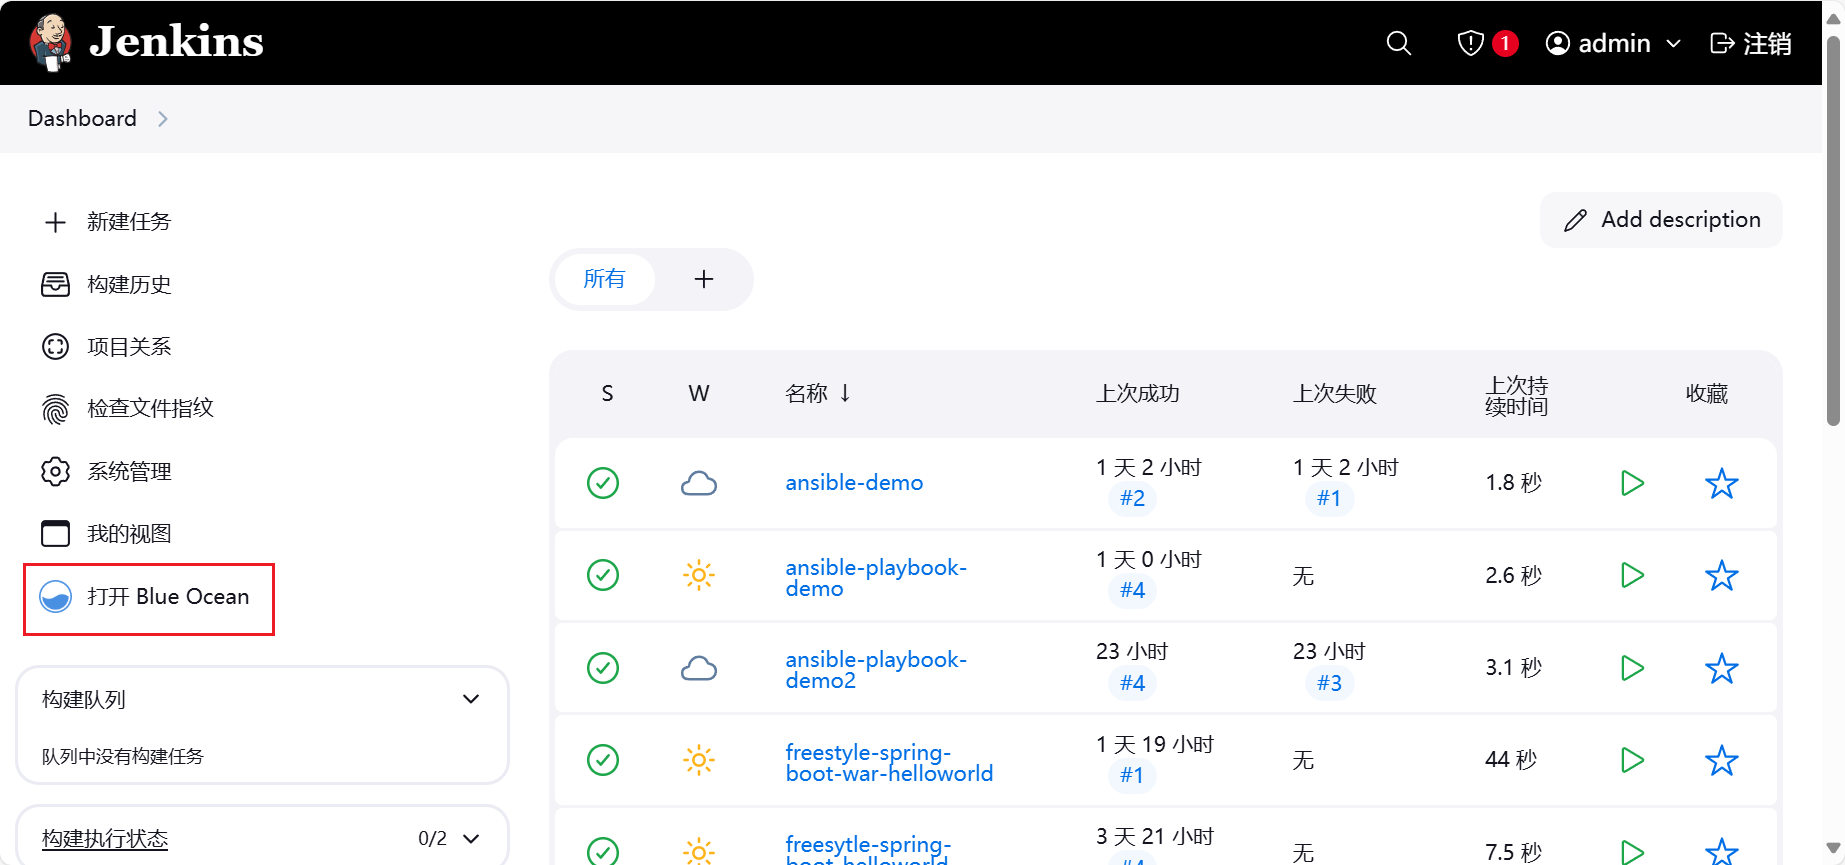 Jenkins
1
admin
注销
Dashboard
新建任务
构建历史
项目关系
检查文件指纹
系统管理
我的视图
打开 Blue Ocean
构建队列
队列中没有构建任务
构建执行状态
0/2
Add description
所有
S W 名称 ↓ 上次成功 上次失败 上次持
续时间 收藏
ansible-demo
1 天 2 小时
#2
1 天 2 小时
#1
1.8 秒
ansible-playbook-
demo
1 天 0 小时
#4
无
2.6 秒
ansible-playbook-
demo2
23 小时
#4
23 小时
#3
3.1 秒
freestyle-spring-
boot-war-helloworld
1 天 19 小时
#1
无
44 秒
freesytle-spring-
boot-helloworld
3 天 21 小时
#4
无
7.5 秒